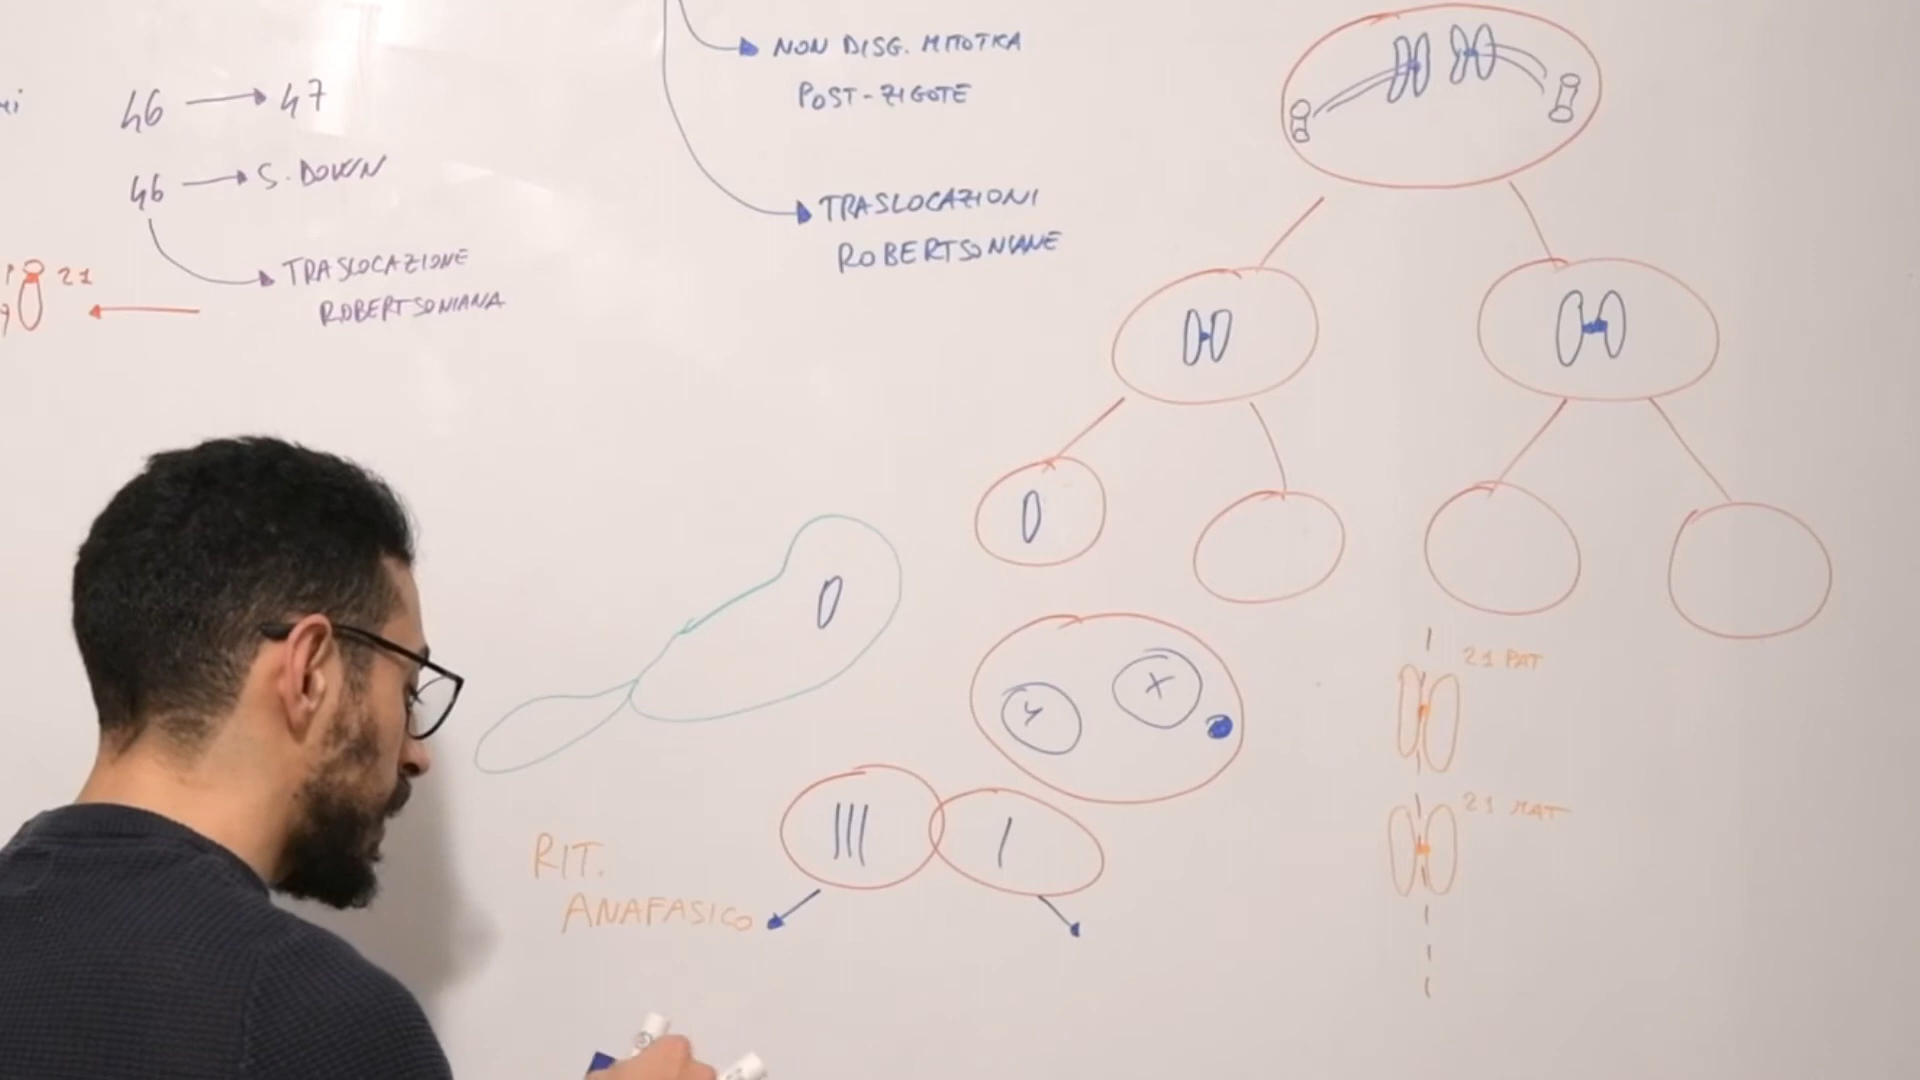 46 → 47
46 → S. DOWN
TRASLOCAZIONE
ROBERTSONIANA
21
NON DISG. MITOTICA
POST-ZIGOTE
TRASLOCAZIONI
ROBERTSONIANE
Y
X
RIT.
ANAFASICO
21 PAT
21 MAT